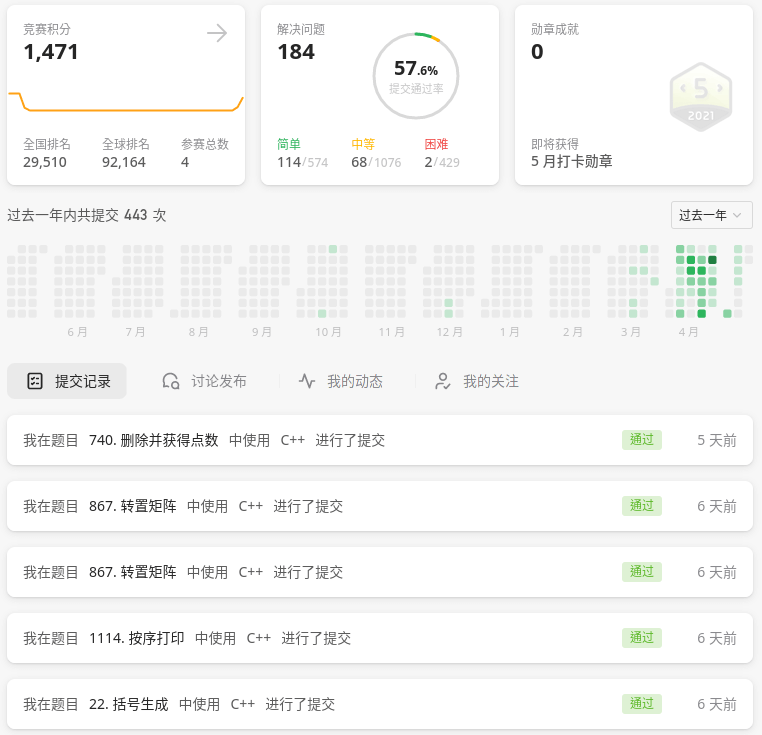 竞赛积分
1,471
全国排名 全球排名 参赛总数
29,510 92,164 4
解决问题
184
57.6%
提交通过率
简单 中等 困难
114/574 68/1076 2/429
勋章成就
0
5
2021
即将获得
5 月打卡勋章
过去一年内共提交 443 次 过去一年
6 月 7 月 8 月 9 月 10 月 11 月 12 月 1 月 2 月 3 月 4 月
提交记录 讨论发布 我的动态 我的关注
我在题目 740. 删除并获得点数 中使用 C++ 进行了提交 通过 5 天前
我在题目 867. 转置矩阵 中使用 C++ 进行了提交 通过 6 天前
我在题目 867. 转置矩阵 中使用 C++ 进行了提交 通过 6 天前
我在题目 1114. 按序打印 中使用 C++ 进行了提交 通过 6 天前
我在题目 22. 括号生成 中使用 C++ 进行了提交 通过 6 天前